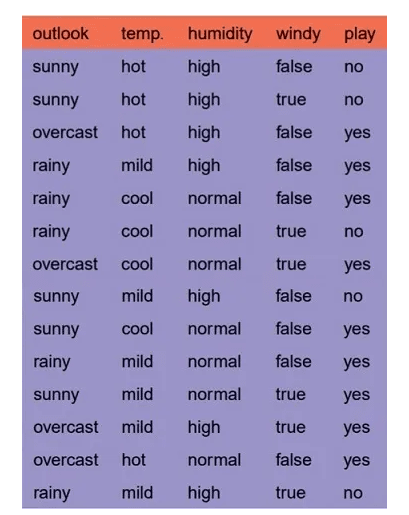 outlook temp. humidity windy play
sunny hot high false no
sunny hot high true no
overcast hot high false yes
rainy mild high false yes
rainy cool normal false yes
rainy cool normal true no
overcast cool normal true yes
sunny mild high false no
sunny cool normal false yes
rainy mild normal false yes
sunny mild normal true yes
overcast mild high true yes
overcast hot normal false yes
rainy mild high true no